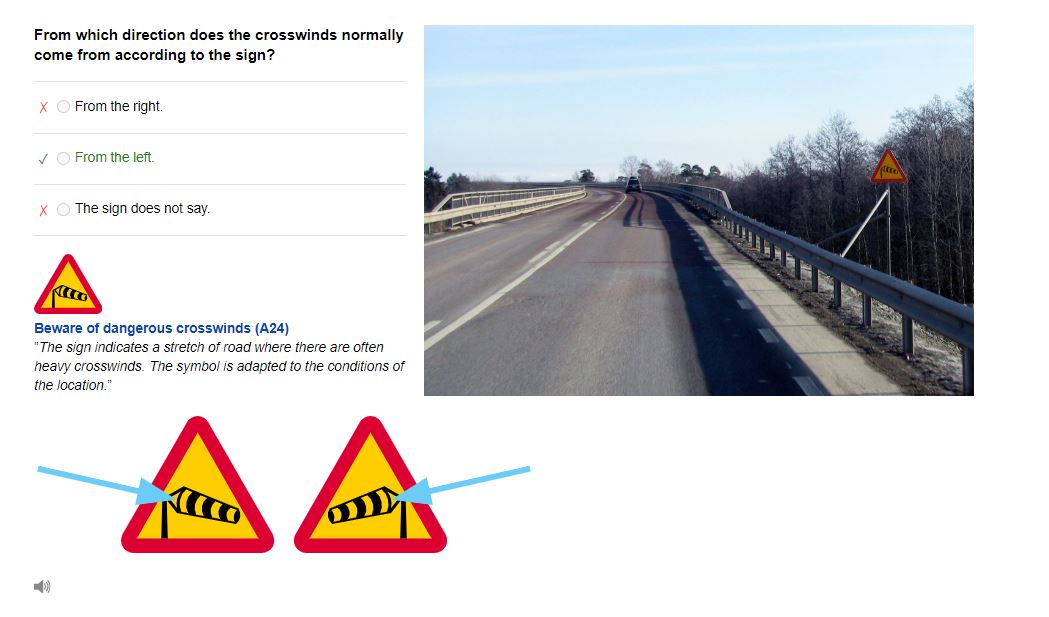 From which direction does the crosswinds normally
come from according to the sign?
From the right.
From the left.
The sign does not say.
Beware of dangerous crosswinds (A24)
"The sign indicates a stretch of road where there are often
heavy crosswinds. The symbol is adapted to the conditions of
the location."